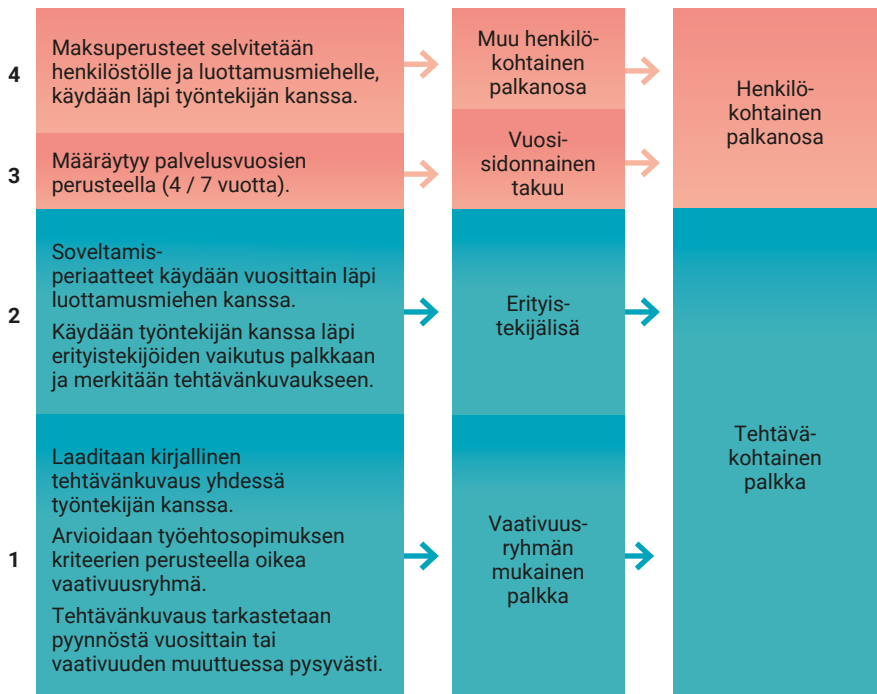 4
Maksuperusteet selvitetään
henkilöstölle ja luottamusmiehelle,
käydään läpi työntekijän kanssa.
Muu henkilö-
kohtainen
palkanosa
Henkilö-
kohtainen
palkanosa
3
Määräytyy palvelusvuosien
perusteella (4 / 7 vuotta).
Vuosi-
sidonnainen
takuu
2
Soveltamis-
periaatteet käydään vuosittain läpi
luottamusmiehen kanssa.
Käydään työntekijän kanssa läpi
erityistekijöiden vaikutus palkkaan
ja merkitään tehtävänkuvaukseen.
Erityis-
tekijälisä
Tehtävä-
kohtainen
palkka
1
Laaditaan kirjallinen
tehtävänkuvaus yhdessä
työntekijän kanssa.
Arvioidaan työehtosopimuksen
kriteerien perusteella oikea
vaativuusryhmä.
Tehtävänkuvaus tarkastetaan
pyynnöstä vuosittain tai
vaativuuden muuttuessa pysyvästi.
Vaativuus-
ryhmän
mukainen
palkka